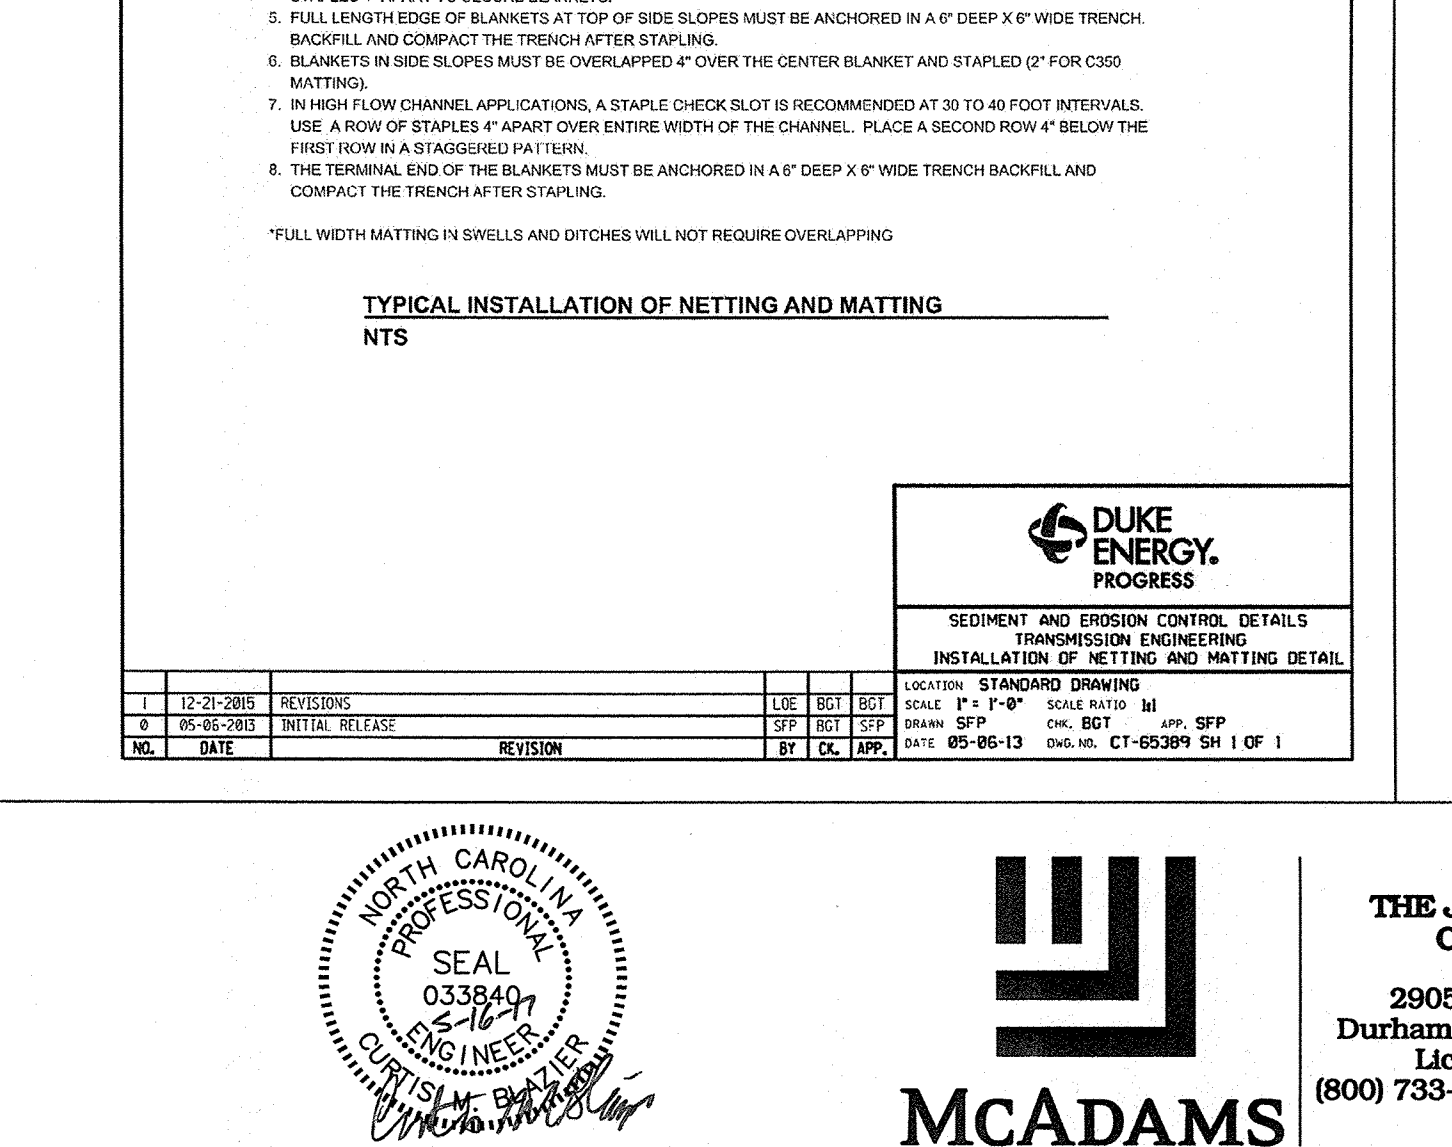 STAPLES 4" APART TO SECURE BLANKETS.
5. FULL LENGTH EDGE OF BLANKETS AT TOP OF SIDE SLOPES MUST BE ANCHORED IN A 6" DEEP X 6" WIDE TRENCH.
BACKFILL AND COMPACT THE TRENCH AFTER STAPLING.
6. BLANKETS IN SIDE SLOPES MUST BE OVERLAPPED 4" OVER THE CENTER BLANKET AND STAPLED (2" FOR C350
MATTING).
7. IN HIGH FLOW CHANNEL APPLICATIONS, A STAPLE CHECK SLOT IS RECOMMENDED AT 30 TO 40 FOOT INTERVALS.
USE A ROW OF STAPLES 4" APART OVER ENTIRE WIDTH OF THE CHANNEL. PLACE A SECOND ROW 4" BELOW THE
FIRST ROW IN A STAGGERED PATTERN.
8. THE TERMINAL END OF THE BLANKETS MUST BE ANCHORED IN A 6" DEEP X 6" WIDE TRENCH BACKFILL AND
COMPACT THE TRENCH AFTER STAPLING.
*FULL WIDTH MATTING IN SWELLS AND DITCHES WILL NOT REQUIRE OVERLAPPING
TYPICAL INSTALLATION OF NETTING AND MATTING
NTS
DUKE
ENERGY®
PROGRESS
SEDIMENT AND EROSION CONTROL DETAILS
TRANSMISSION ENGINEERING
INSTALLATION OF NETTING AND MATTING DETAIL
LOCATION STANDARD DRAWING
SCALE 1" = 1'-0" SCALE RATIO 1:1
DRAWN SFP CHK. BGT APP. SFP
DATE 05-06-13 DWG. NO. CT-65389 SH 1 OF 1
1 12-21-2015 REVISIONS LOE BGT BGT
0 05-06-2013 INITIAL RELEASE SFP BGT SFP
NO. DATE REVISION BY CK. APP.
NORTH CAROLINA
PROFESSIONAL
SEAL
033840
5-16-17
ENGINEER
CURTIS M. BLAZIER
MCADAMS
THE J
C
2905
Durham
Lic
(800) 733-